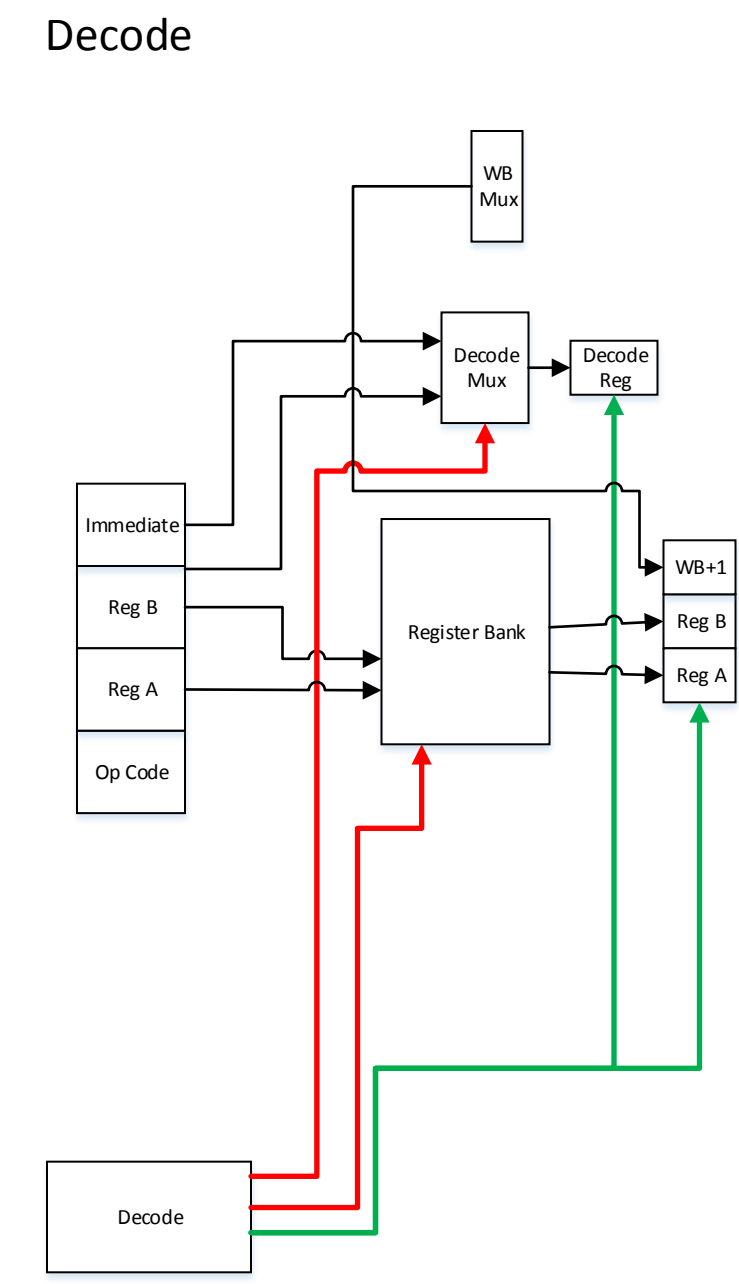 Decode
WB
Mux
Decode
Mux
Decode
Reg
Immediate
Reg B
Reg A
Op Code
Register Bank
WB+1
Reg B
Reg A
Decode